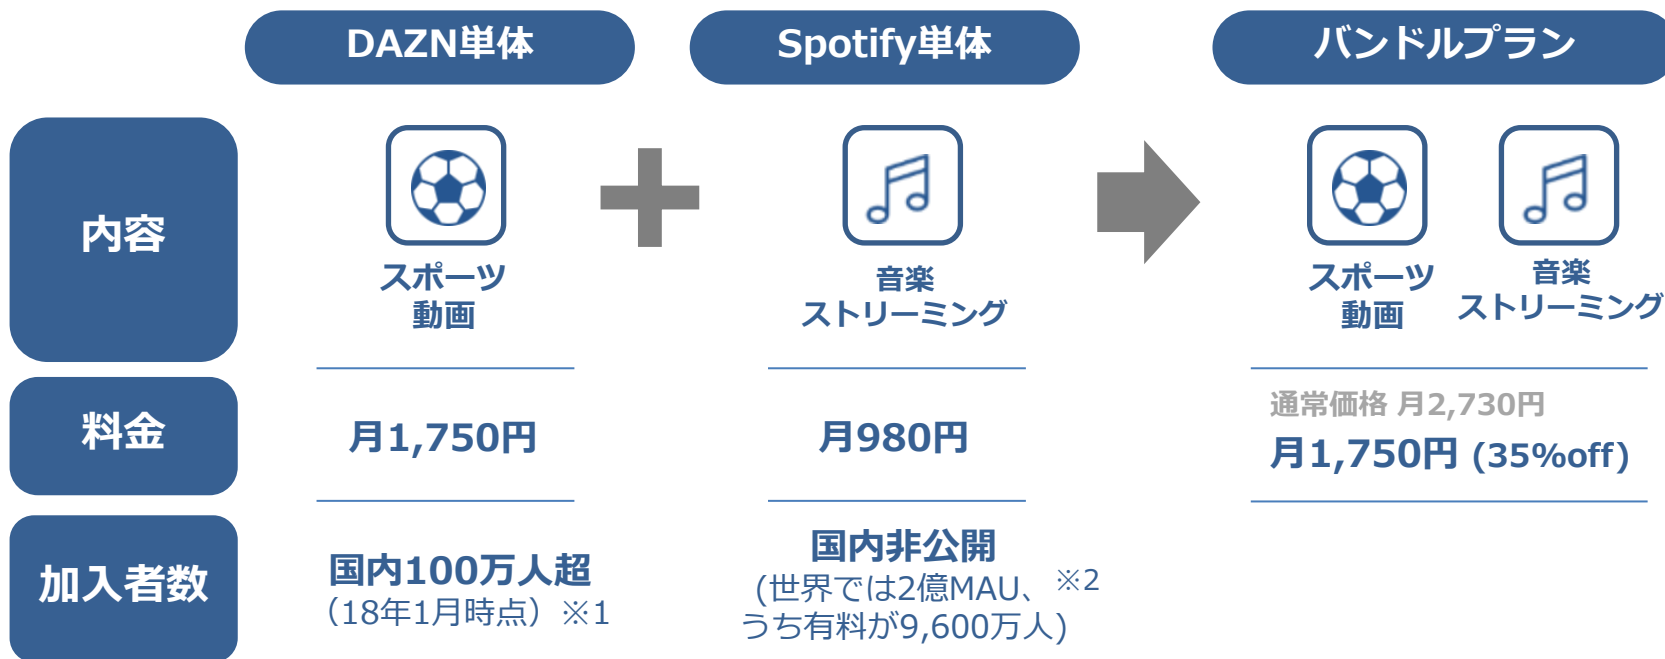 DAZN単体
Spotify単体
バンドルプラン
内容
スポーツ
動画
音楽
ストリーミング
スポーツ
動画
音楽
ストリーミング
料金
月1,750円
月980円
通常価格 月2,730円
月1,750円 (35%off)
加入者数
国内100万人超
（18年1月時点）※1
国内非公開
(世界では2億MAU、※2
うち有料が9,600万人)